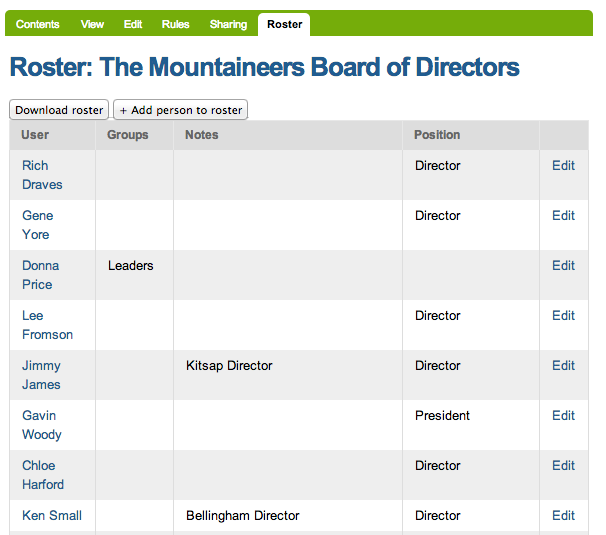 Contents View Edit Rules Sharing Roster
Roster: The Mountaineers Board of Directors
Download roster + Add person to roster
User Groups Notes Position
Rich Director Edit
Draves
Gene Director Edit
Yore
Donna Leaders Edit
Price
Lee Director Edit
Fromson
Jimmy Kitsap Director Director Edit
James
Gavin President Edit
Woody
Chloe Director Edit
Harford
Ken Small Bellingham Director Director Edit